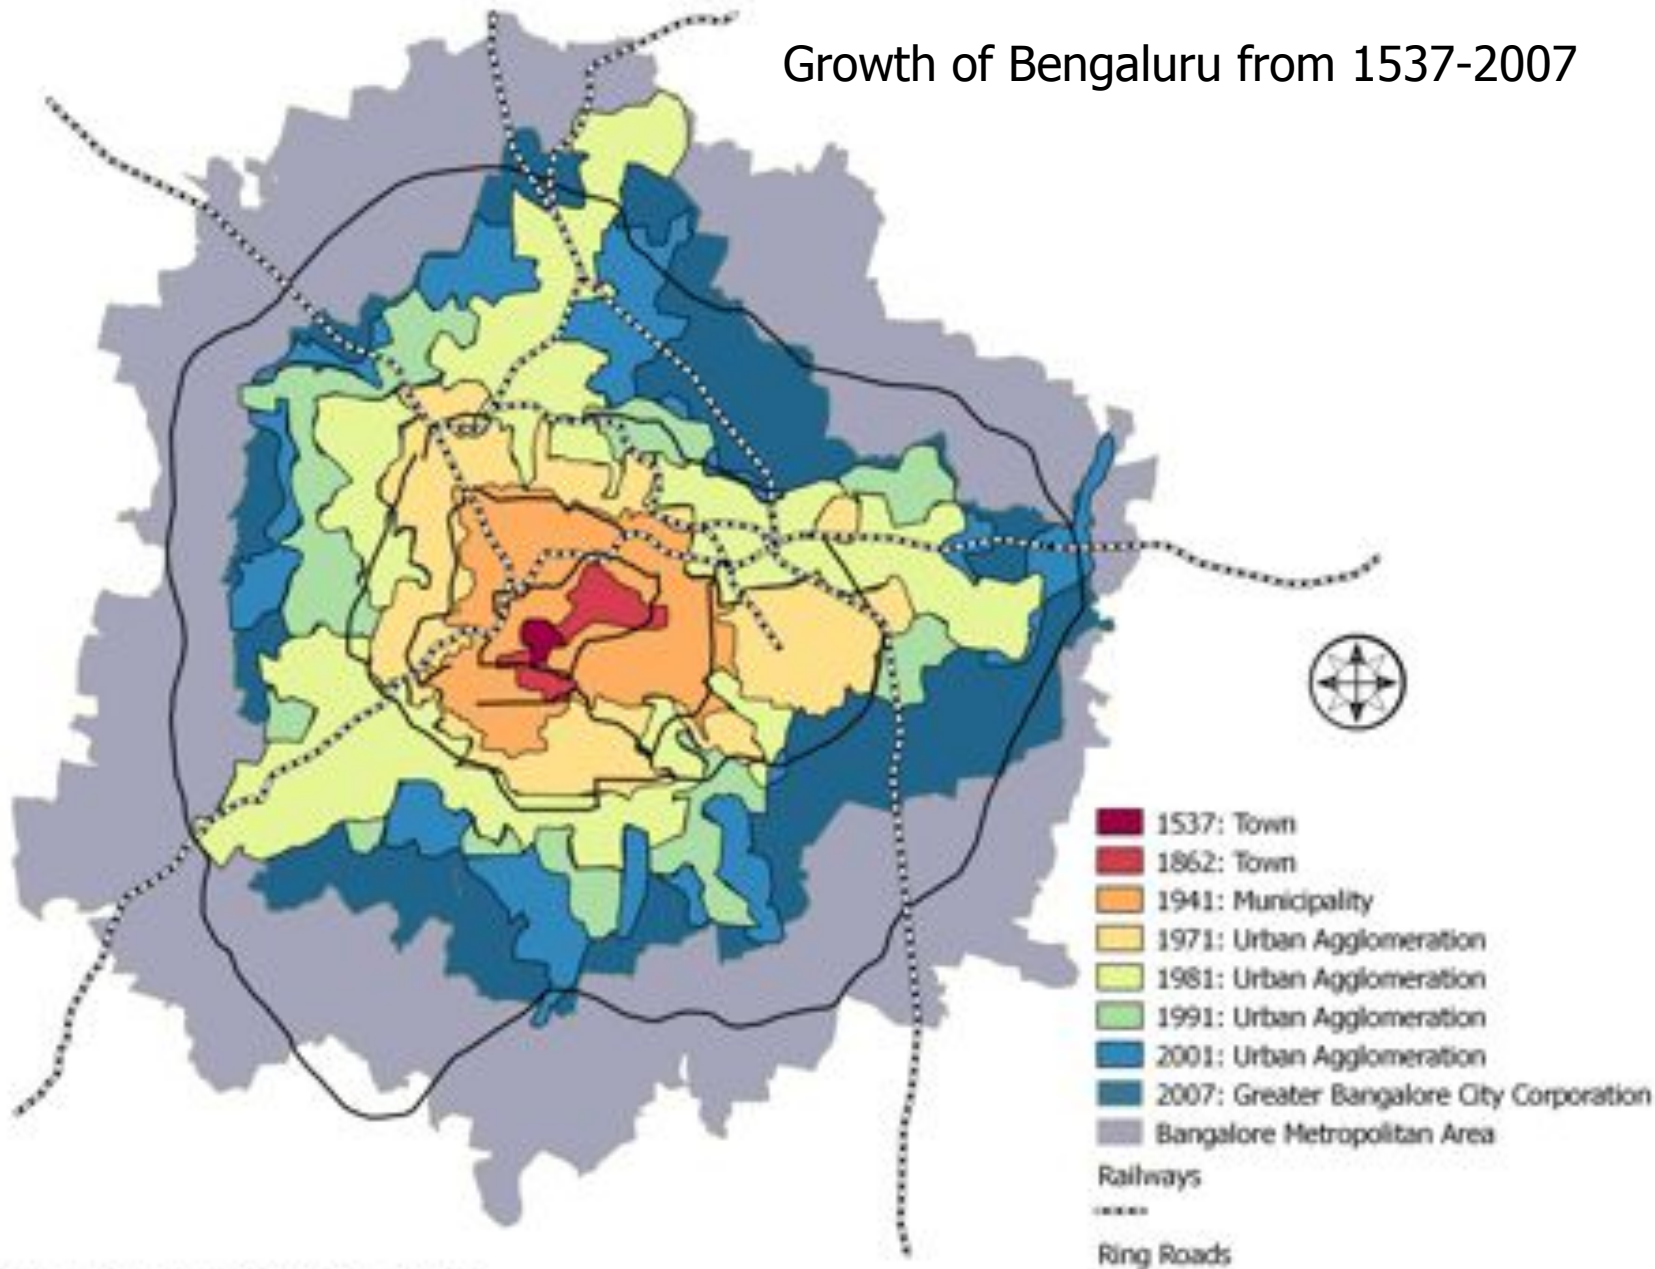 Growth of Bengaluru from 1537-2007
1537: Town
1862: Town
1941: Municipality
1971: Urban Agglomeration
1981: Urban Agglomeration
1991: Urban Agglomeration
2001: Urban Agglomeration
2007: Greater Bangalore City Corporation
Bangalore Metropolitan Area
Railways
Ring Roads